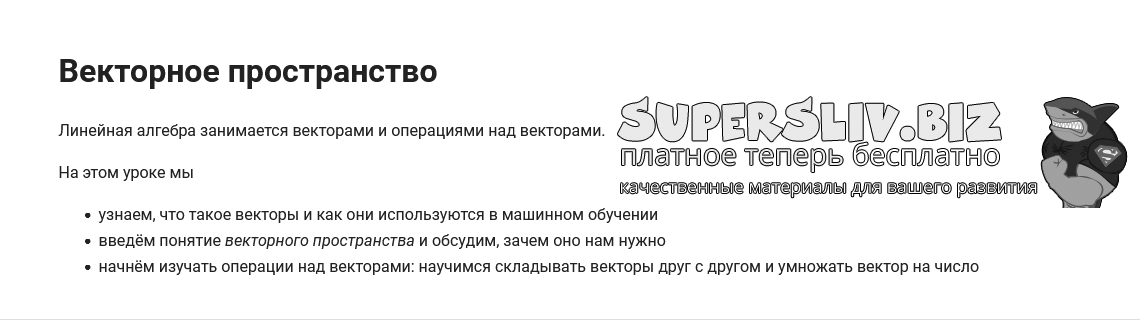 Векторное пространство
Линейная алгебра занимается векторами и операциями над векторами.
SUPERSLIV.BIZ
платное теперь бесплатно
На этом уроке мы
качественные материалы для вашего развития
• узнаем, что такое векторы и как они используются в машинном обучении
• введём понятие векторного пространства и обсудим, зачем оно нам нужно
• начнём изучать операции над векторами: научимся складывать векторы друг с другом и умножать вектор на число